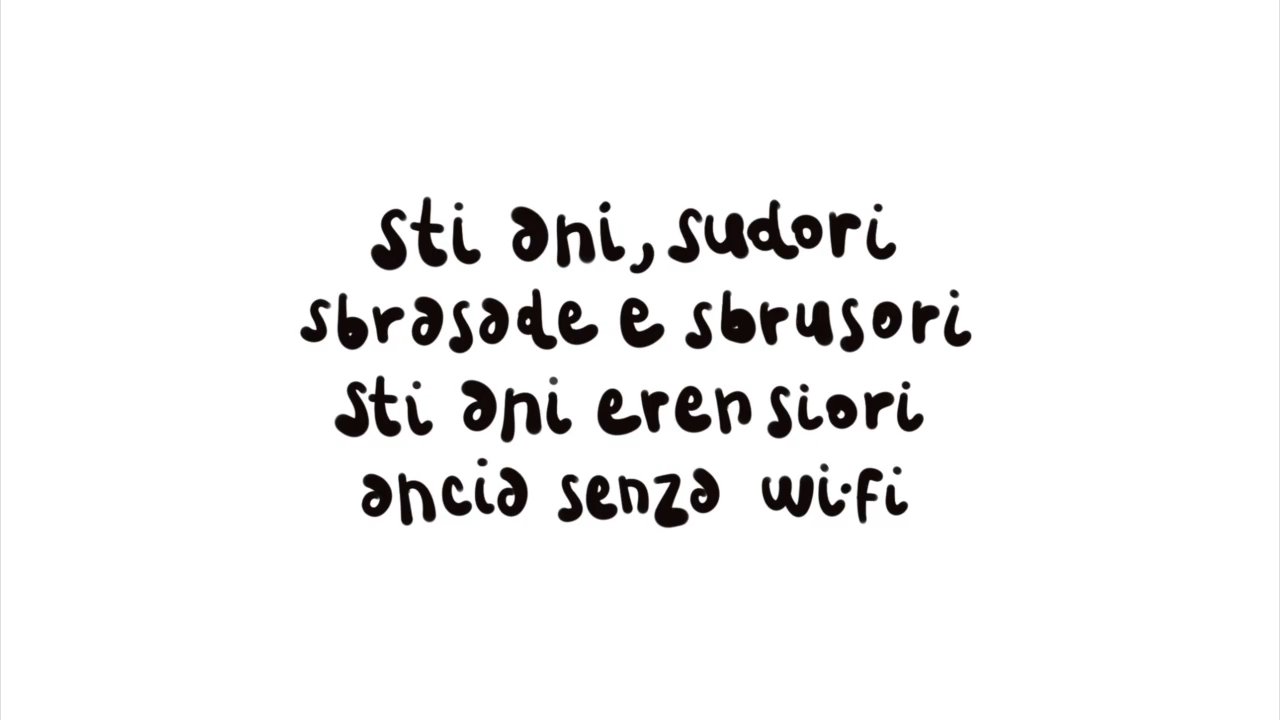 sti ani, sudori
sbrasade e sbrusori
sti ani eren siori
ancia senza wi-fi